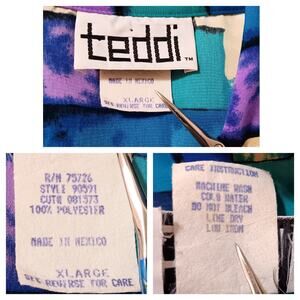 teddi™
MADE IN MEXICO
XLARGE
SEE REVERSE FOR CARE
R/N 75726
STYLE 90591
CUT# 081573
100% POLYESTER
MADE IN MEXICO
XLARGE
SEE REVERSE FOR CARE
CARE INSTRUCTION
MACHINE WASH
COLD WATER
DO NOT BLEACH
LINE DRY
LOW IRON